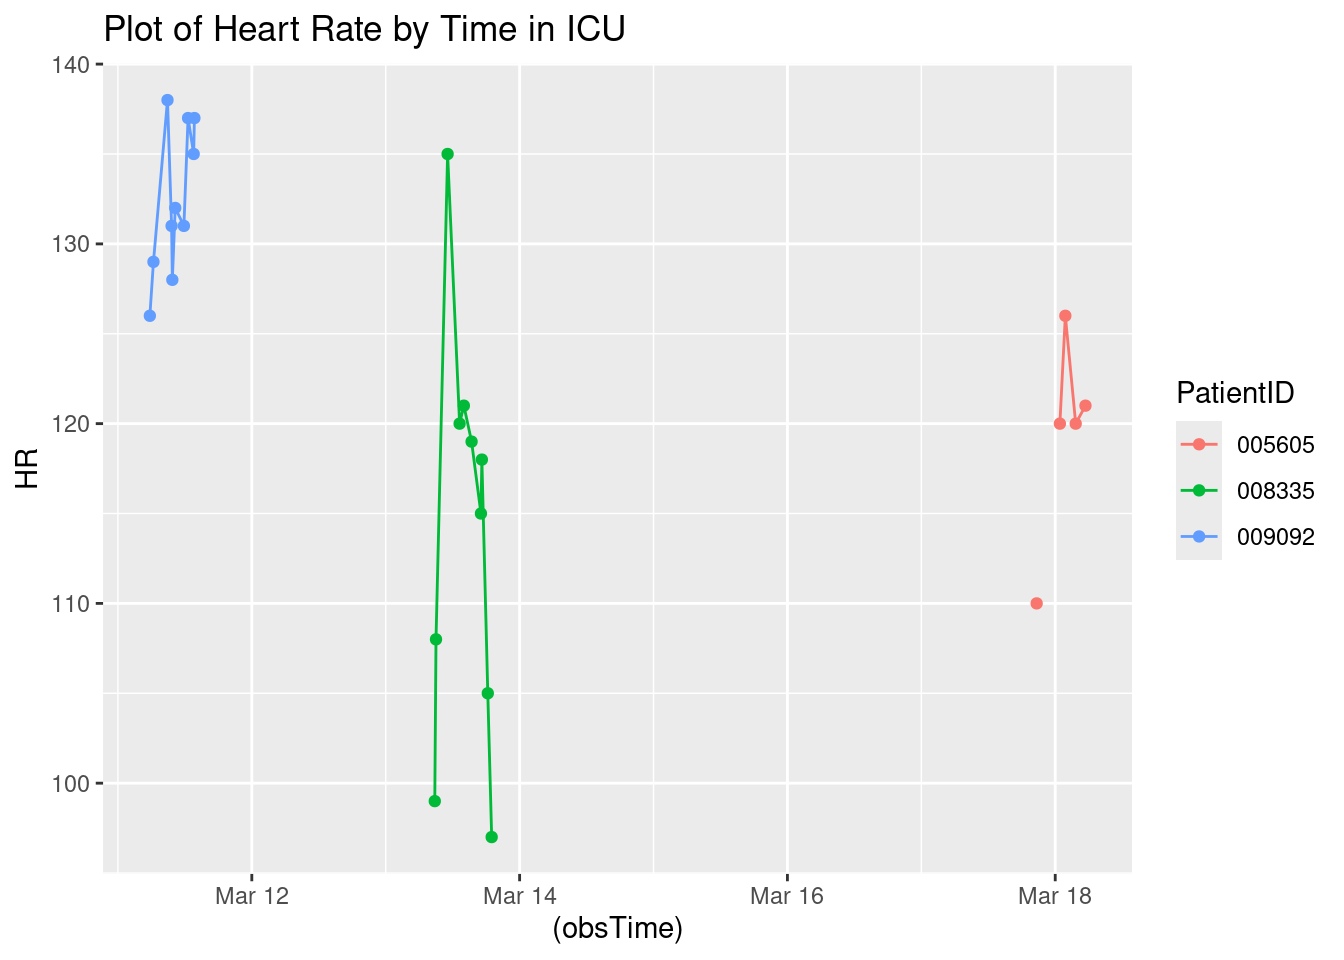 Plot of Heart Rate by Time in ICU
140
130
120
110
100
HR
Mar 12
Mar 14
Mar 16
Mar 18
(obsTime)
PatientID
005605
008335
009092